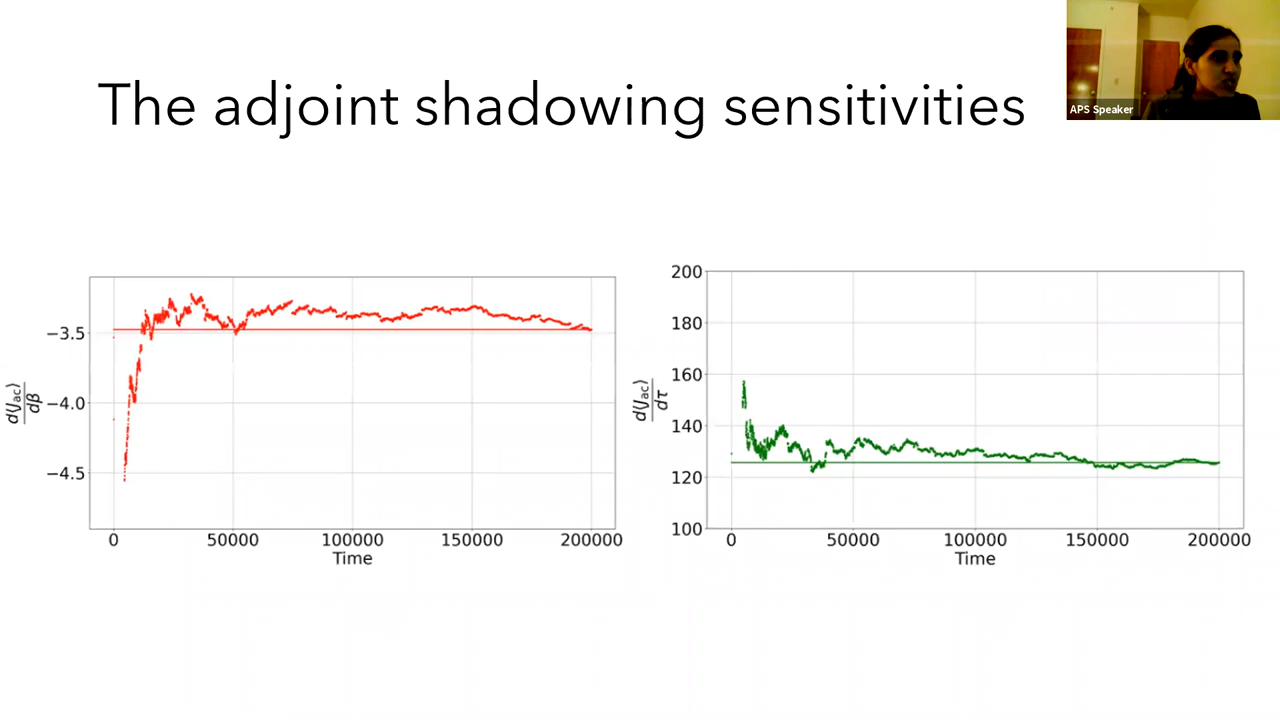 The adjoint shadowing sensitivities
APS Speaker
d⟨J_ac⟩/dβ
−3.5
−4.0
−4.5
0 50000 100000 150000 200000
Time
d⟨J_ac⟩/dτ
200
180
160
140
120
100
0 50000 100000 150000 200000
Time